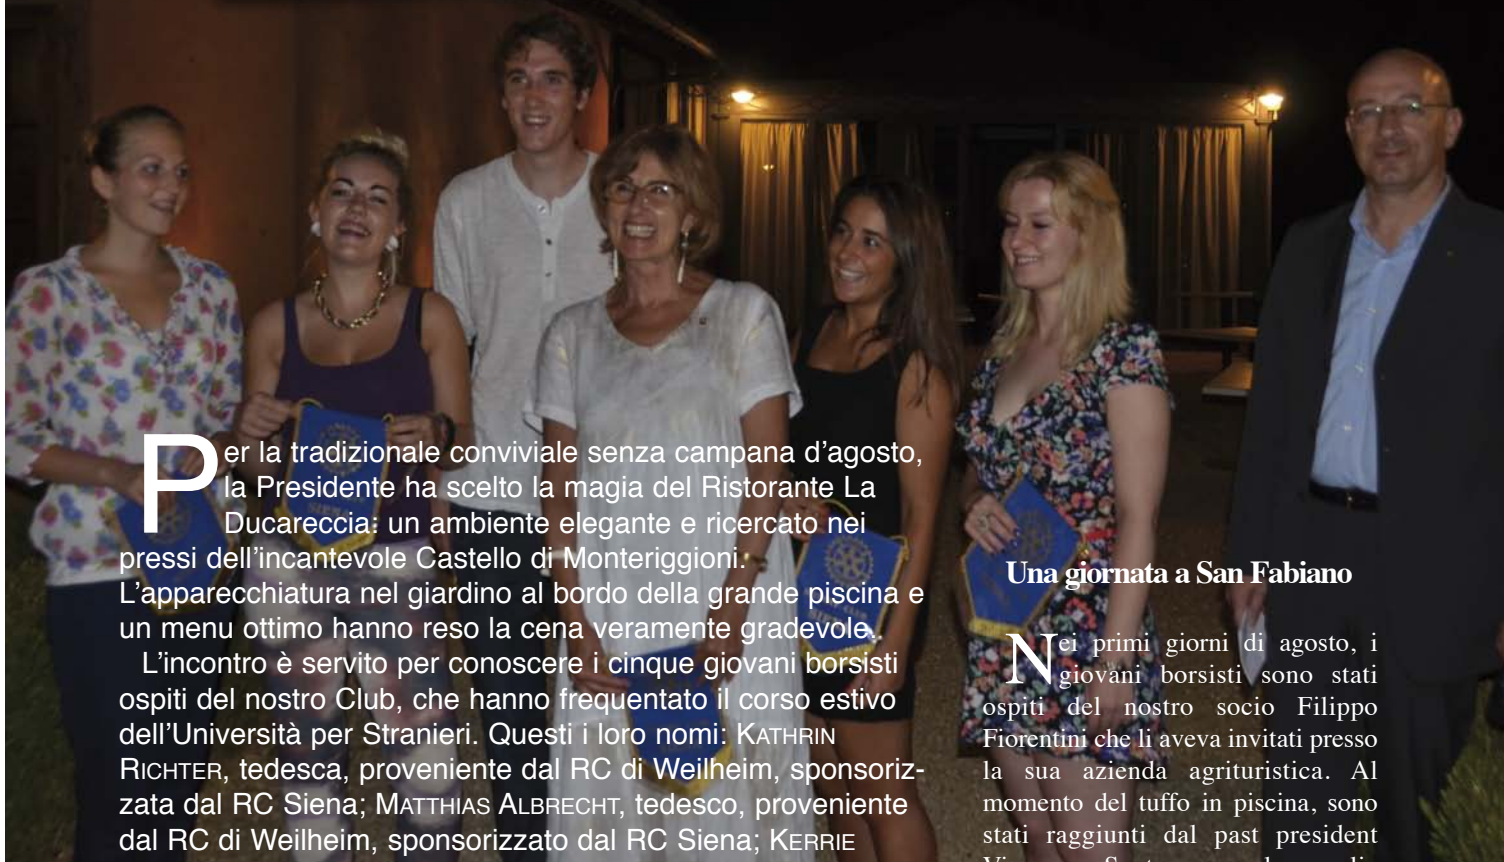 Per la tradizionale conviviale senza campana d'agosto,
la Presidente ha scelto la magia del Ristorante La
Ducareccia: un ambiente elegante e ricercato nei
pressi dell'incantevole Castello di Monteriggioni.
L'apparecchiatura nel giardino al bordo della grande piscina e
un menu ottimo hanno reso la cena veramente gradevole.
L'incontro è servito per conoscere i cinque giovani borsisti
ospiti del nostro Club, che hanno frequentato il corso estivo
dell'Università per Stranieri. Questi i loro nomi: KATHRIN
RICHTER, tedesca, proveniente dal RC di Weilheim, sponsoriz-
zata dal RC Siena; MATTHIAS ALBRECHT, tedesco, proveniente
dal RC di Weilheim, sponsorizzato dal RC Siena; KERRIE
Una giornata a San Fabiano
Nei primi giorni di agosto, i
giovani borsisti sono stati
ospiti del nostro socio Filippo
Fiorentini che li aveva invitati presso
la sua azienda agrituristica. Al
momento del tuffo in piscina, sono
stati raggiunti dal past president
SIENA